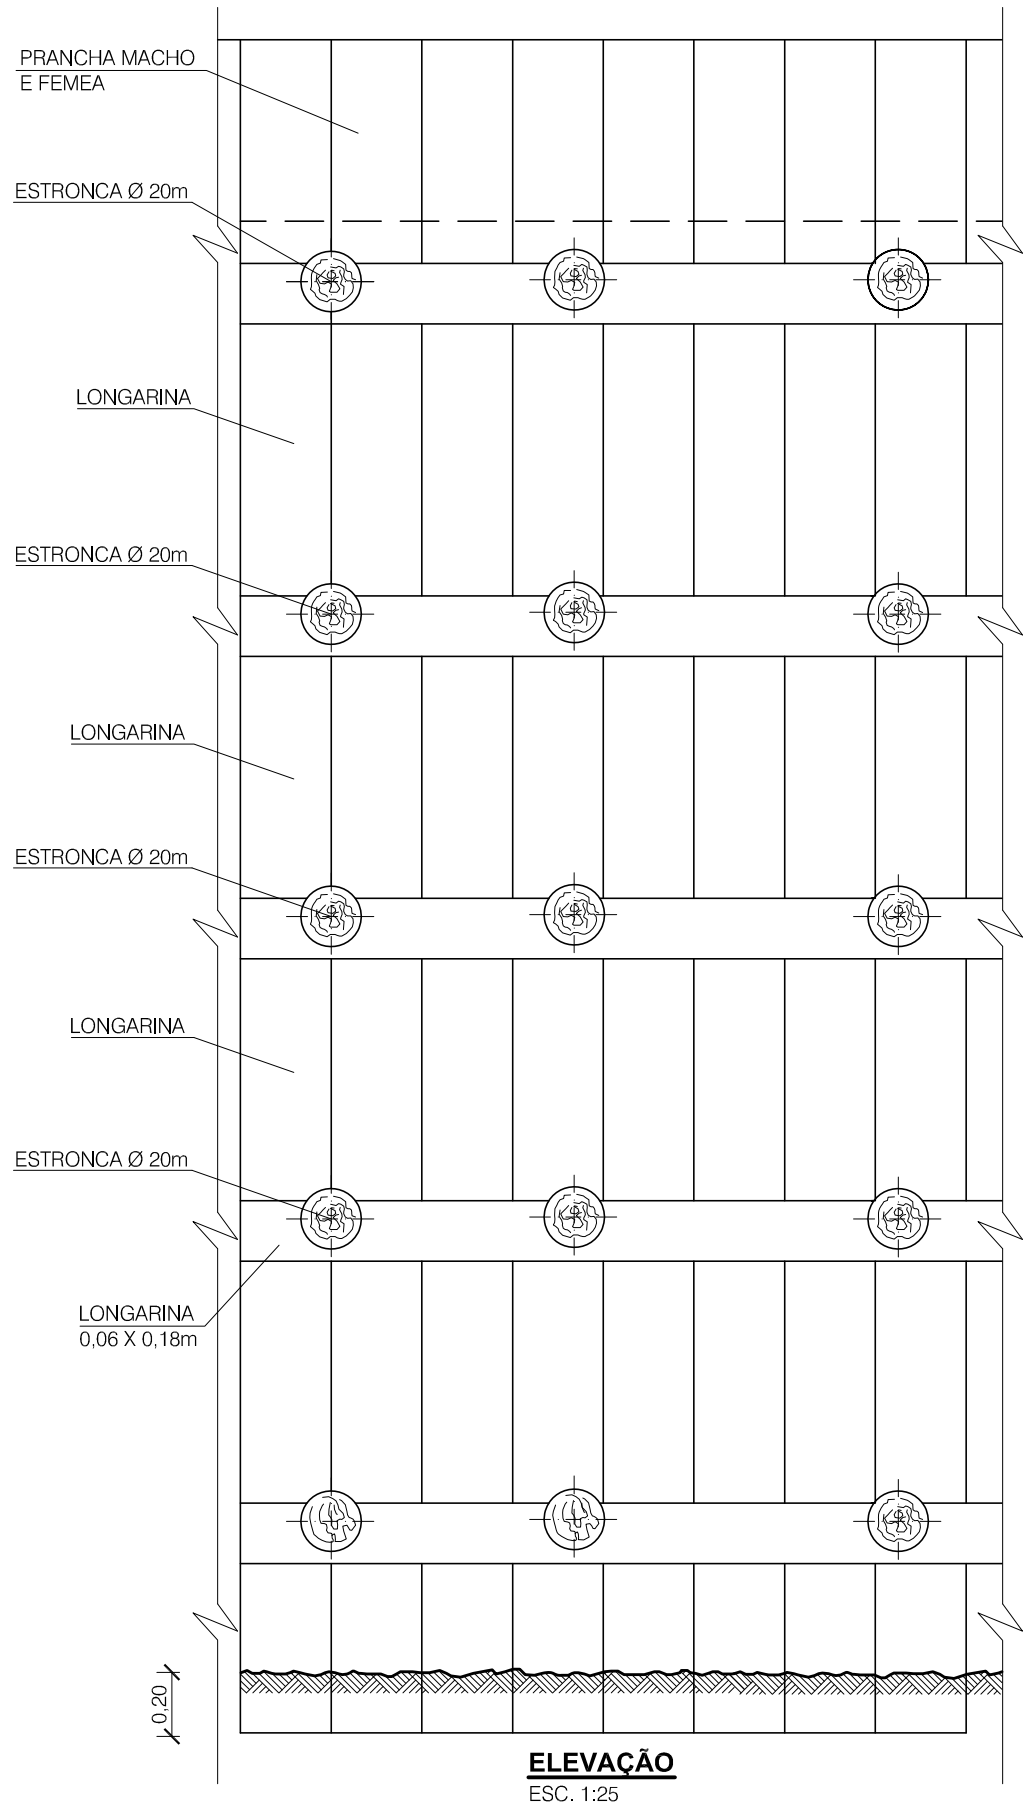 PRANCHA MACHO
E FEMEA
ESTRONCA Ø 20m
LONGARINA
ESTRONCA Ø 20m
LONGARINA
ESTRONCA Ø 20m
LONGARINA
ESTRONCA Ø 20m
LONGARINA
0,06 X 0,18m
0,20
ELEVAÇÃO
ESC. 1:25